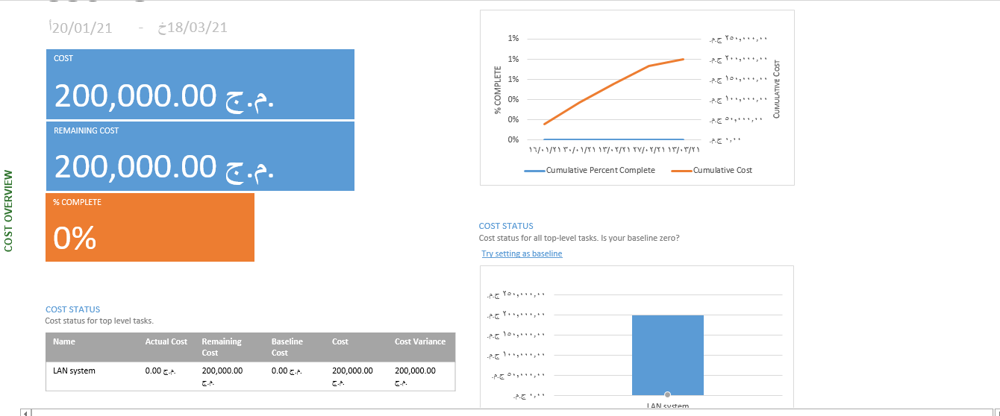 أ20/01/21 - خ18/03/21
COST OVERVIEW
COST
200,000.00 ج.م.
REMAINING COST
200,000.00 ج.م.
% COMPLETE
0%
COST STATUS
Cost status for top level tasks.
Name Actual Cost Remaining Cost Baseline Cost Cost Cost Variance
LAN system 0.00 ج.م. 200,000.00 ج.م. 0.00 ج.م. 200,000.00 ج.م. 200,000.00 ج.م.
% COMPLETE
1%
1%
1%
0%
0%
0%
ج.م. ٢٥٠,٠٠٠,٠٠
ج.م. ٢٠٠,٠٠٠,٠٠
ج.م. ١٥٠,٠٠٠,٠٠
ج.م. ١٠٠,٠٠٠,٠٠
ج.م. ٥٠,٠٠٠,٠٠
ج.م. ٠,٠٠
CUMULATIVE COST
١٦/٠١/٢١ ٣٠/٠١/٢١ ١٣/٠٢/٢١ ٢٧/٠٢/٢١ ١٣/٠٣/٢١
Cumulative Percent Complete Cumulative Cost
COST STATUS
Cost status for all top-level tasks. Is your baseline zero?
Try setting as baseline
ج.م. ٢٥٠,٠٠٠,٠٠
ج.م. ٢٠٠,٠٠٠,٠٠
ج.م. ١٥٠,٠٠٠,٠٠
ج.م. ١٠٠,٠٠٠,٠٠
ج.م. ٥٠,٠٠٠,٠٠
ج.م. ٠,٠٠
LAN system